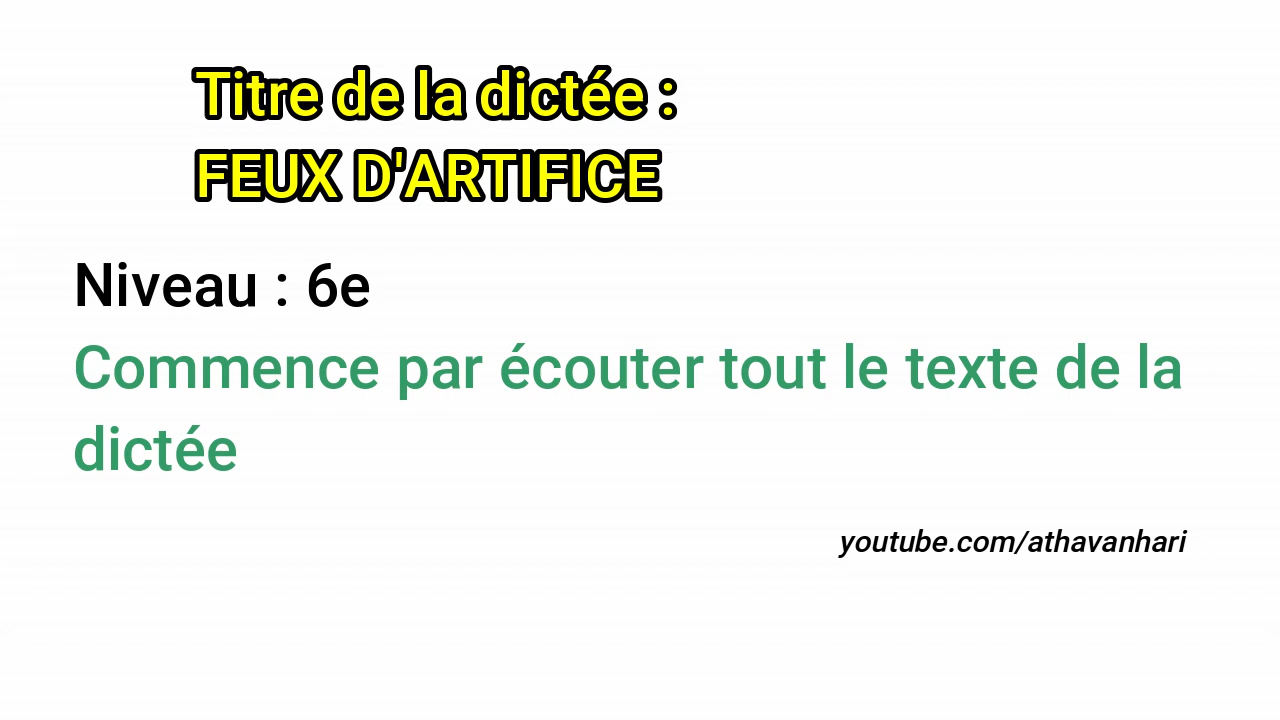 Titre de la dictée :
FEUX D'ARTIFICE
Niveau : 6e
Commence par écouter tout le texte de la
dictée
youtube.com/athavanhari